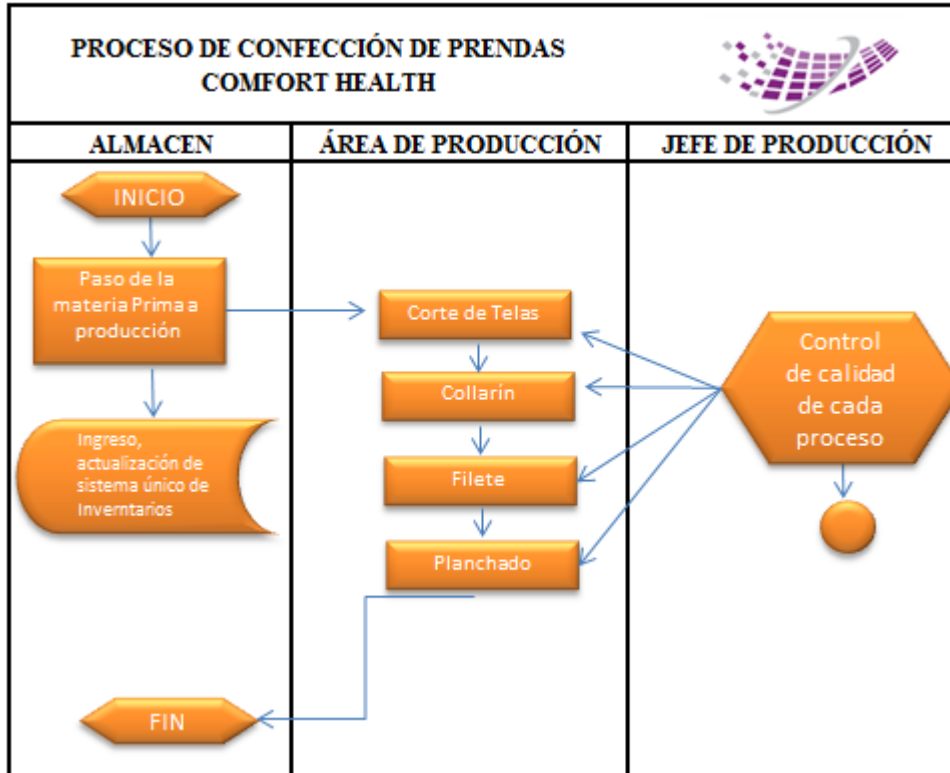 PROCESO DE CONFECCIÓN DE PRENDAS
COMFORT HEALTH
ALMACEN
ÁREA DE PRODUCCIÓN
JEFE DE PRODUCCIÓN
INICIO
Paso de la
materia Prima a
producción
Ingreso,
actualización de
sistema único de
Inverntarios
FIN
Corte de Telas
Collarín
Filete
Planchado
Control
de calidad
de cada
proceso